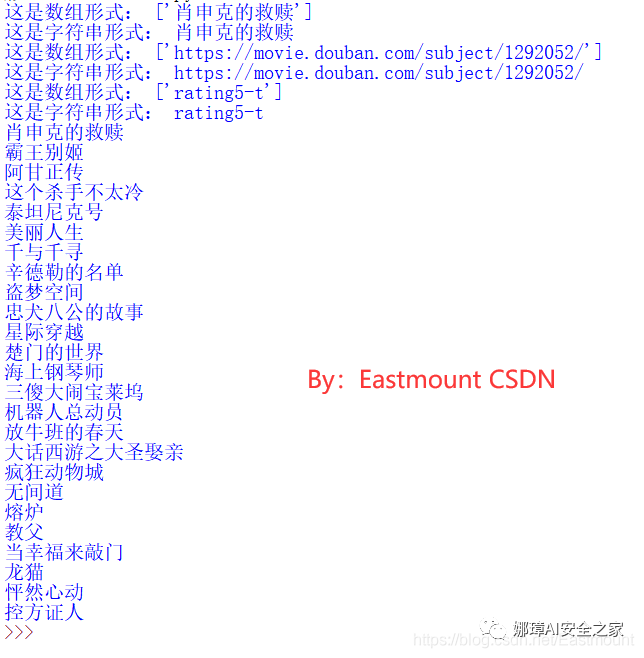 这是数组形式： ['肖申克的救赎']
这是字符串形式： 肖申克的救赎
这是数组形式： ['https://movie.douban.com/subject/1292052/']
这是字符串形式： https://movie.douban.com/subject/1292052/
这是数组形式： ['rating5-t']
这是字符串形式： rating5-t
肖申克的救赎
霸王别姬
阿甘正传
这个杀手不太冷
泰坦尼克号
美丽人生
千与千寻
辛德勒的名单
盗梦空间
忠犬八公的故事
星际穿越
楚门的世界
海上钢琴师
三傻大闹宝莱坞
机器人总动员
放牛班的春天
大话西游之大圣娶亲
疯狂动物城
无间道
熔炉
教父
当幸福来敲门
龙猫
怦然心动
控方证人
>>>
By：Eastmount CSDN
娜璋AI安全之家
https://blog.csdn.net/Eastmount